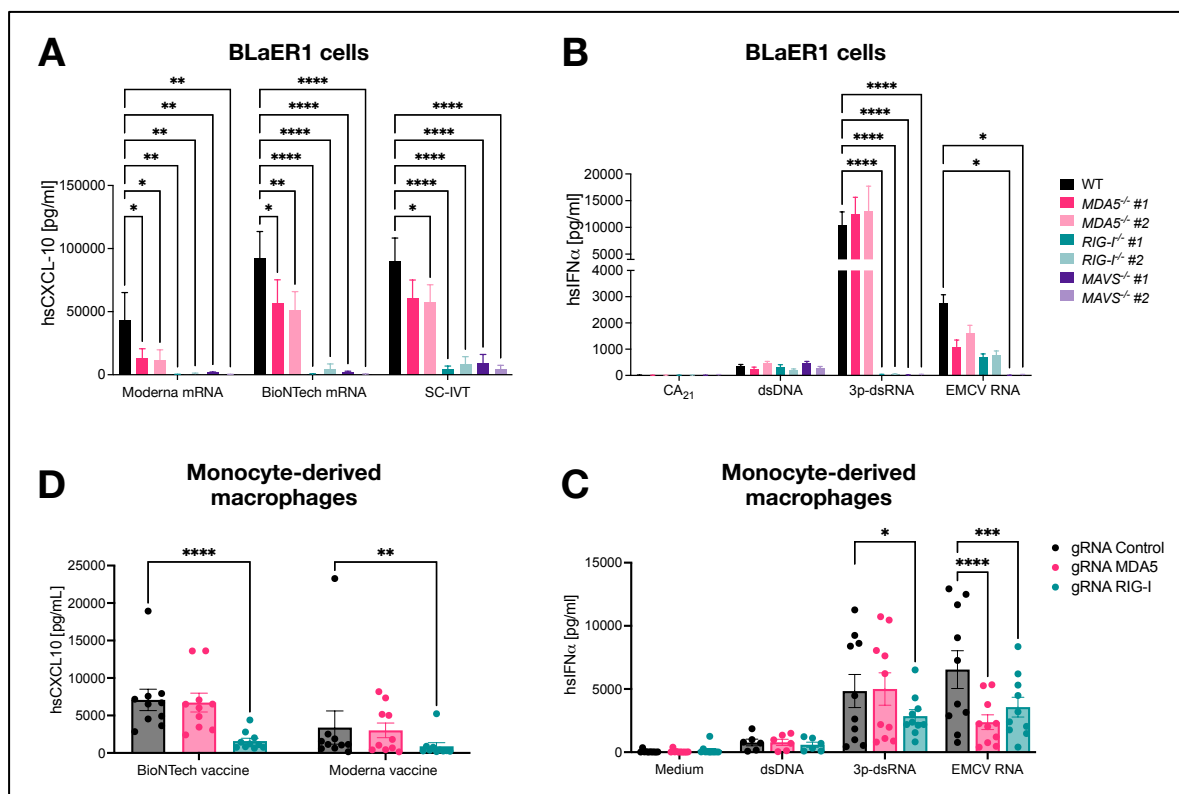 A
BLaER1 cells
** ****
** **** ****
** **** ****
** **** ****
* ** ****
* * *
hsCXCL-10 [pg/ml]
150000
100000
50000
0
Moderna mRNA BioNTech mRNA SC-IVT
B
BLaER1 cells
****
****
**** *
**** *
hsIFNα [pg/ml]
20000
15000
10000
5000
4000
3000
2000
1000
0
CA21 dsDNA 3p-dsRNA EMCV RNA
WT
MDA5-/- #1
MDA5-/- #2
RIG-I-/- #1
RIG-I-/- #2
MAVS-/- #1
MAVS-/- #2
D
Monocyte-derived
macrophages
**** **
hsCXCL10 [pg/mL]
25000
20000
15000
10000
5000
0
BioNTech vaccine Moderna vaccine
C
Monocyte-derived
macrophages
* ***
****
hsIFNα [pg/ml]
15000
10000
5000
0
Medium dsDNA 3p-dsRNA EMCV RNA
gRNA Control
gRNA MDA5
gRNA RIG-I